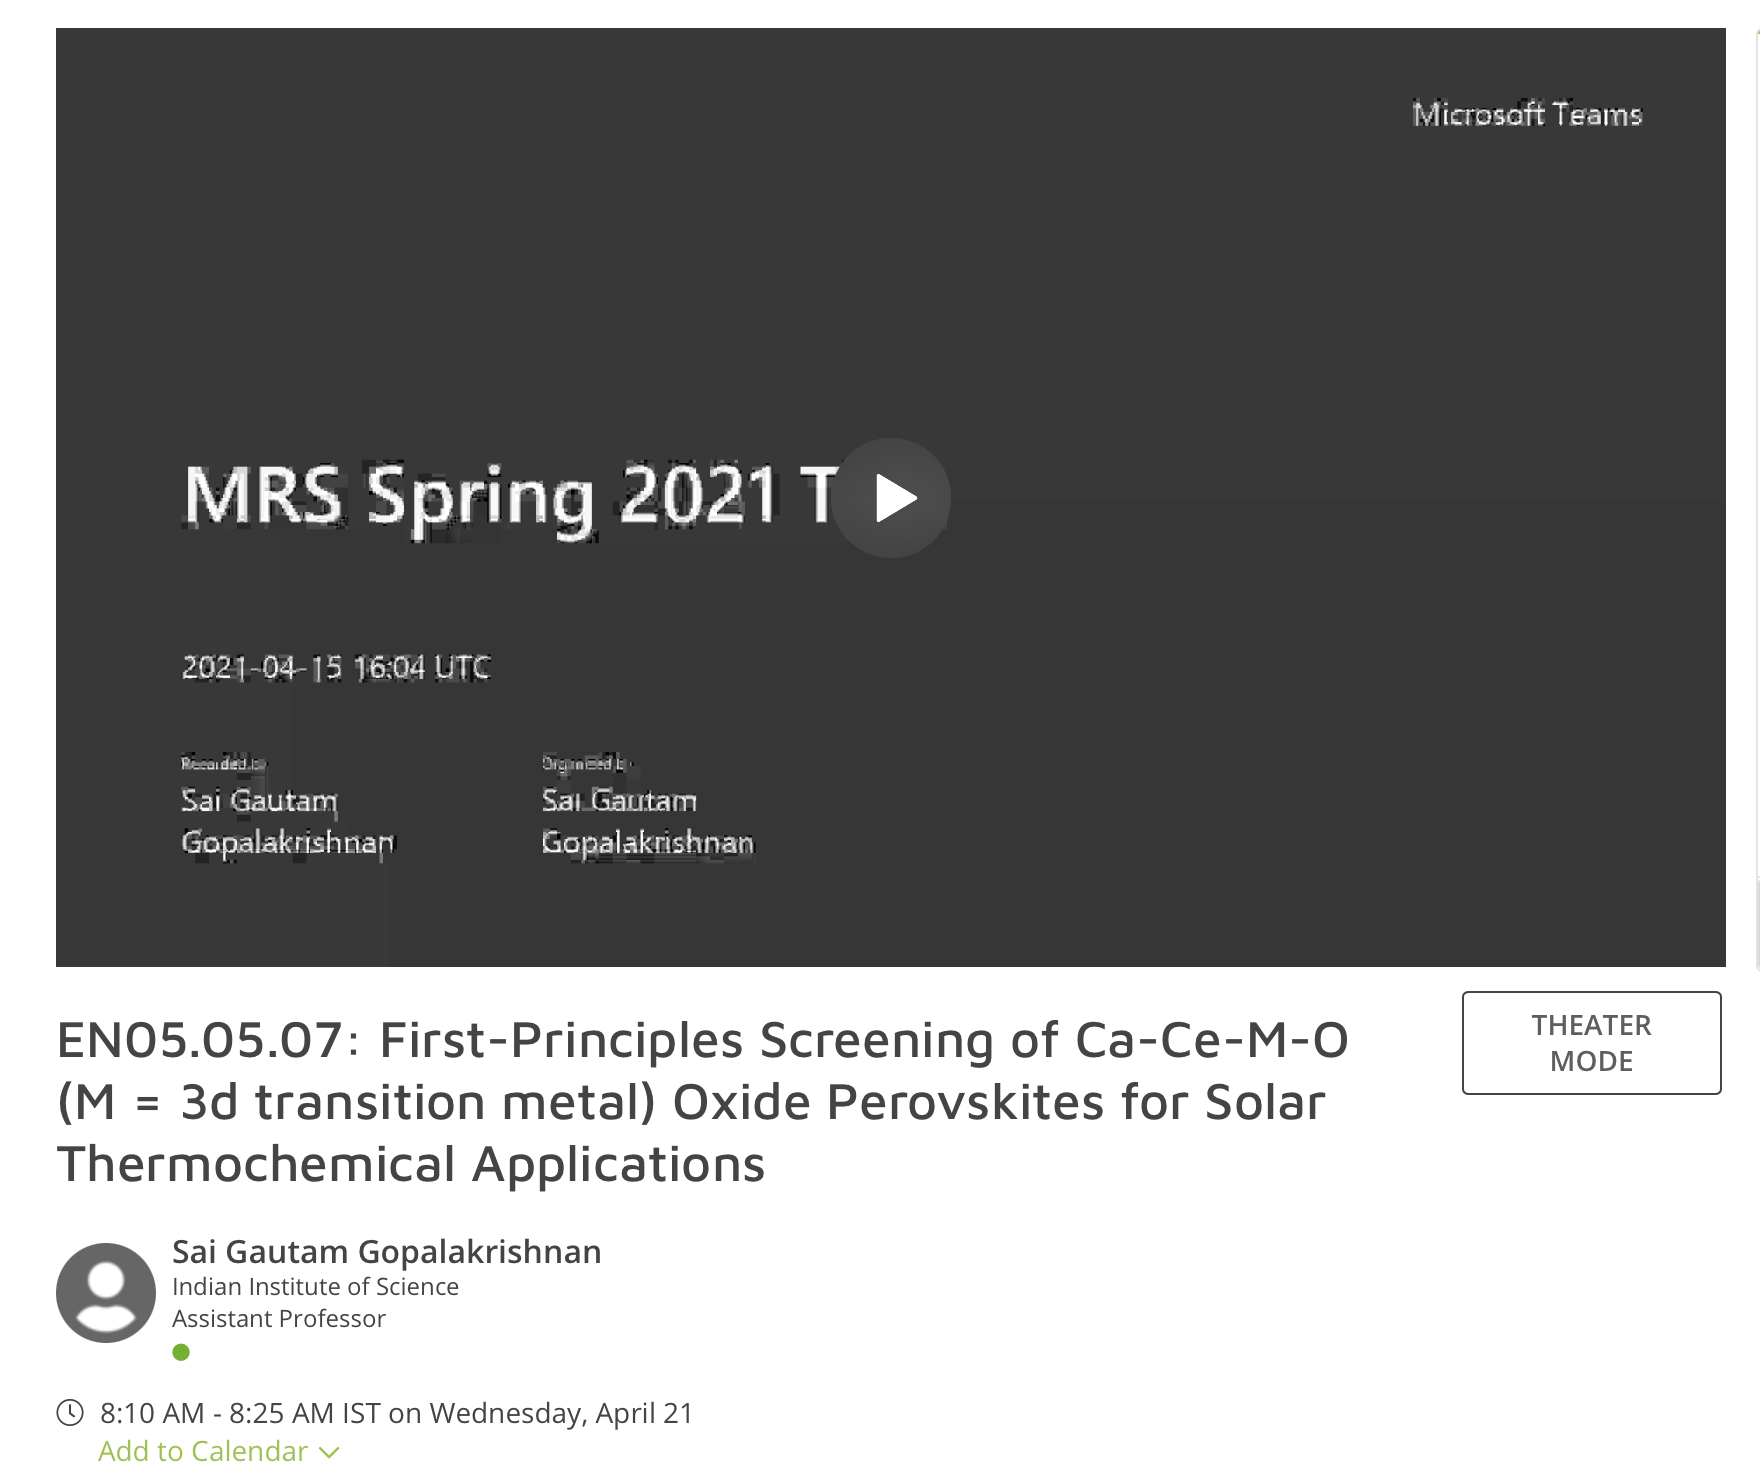 Microsoft Teams
MRS Spring 2021 T
2021-04-15 16:04 UTC
Recorded by
Organized by
Sai Gautam
Gopalakrishnan
Sai Gautam
Gopalakrishnan
EN05.05.07: First-Principles Screening of Ca-Ce-M-O
(M = 3d transition metal) Oxide Perovskites for Solar
Thermochemical Applications
THEATER
MODE
Sai Gautam Gopalakrishnan
Indian Institute of Science
Assistant Professor
8:10 AM - 8:25 AM IST on Wednesday, April 21
Add to Calendar